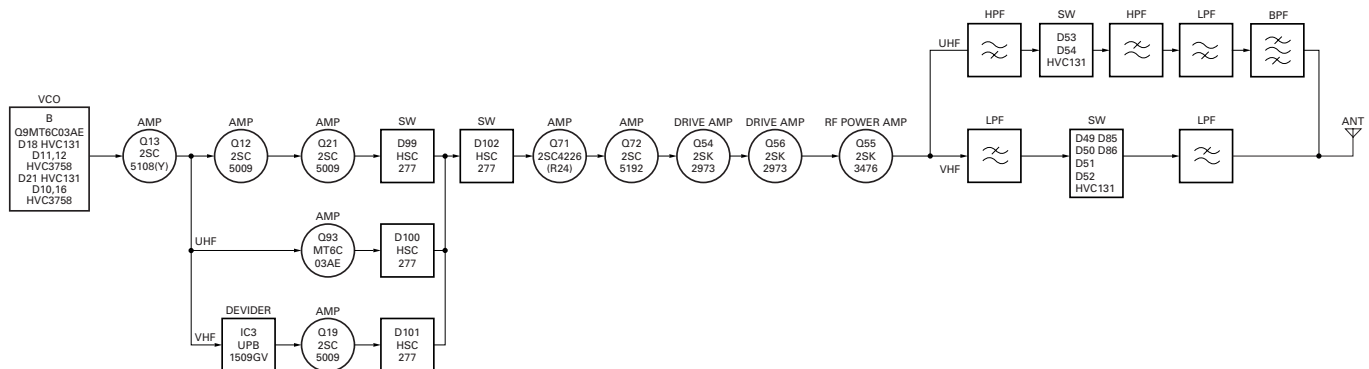 VCO
B
Q9MT6C03AE
D18 HVC131
D11,12
HVC3758
D21 HVC131
D10,16
HVC3758
AMP
Q13
2SC
5108(Y)
AMP
Q12
2SC
5009
AMP
Q21
2SC
5009
SW
D99
HSC
277
SW
D102
HSC
277
AMP
Q71
2SC4226
(R24)
AMP
Q72
2SC
5192
DRIVE AMP
Q54
2SK
2973
DRIVE AMP
Q56
2SK
2973
RF POWER AMP
Q55
2SK
3476
UHF
HPF
SW
D53
D54
HVC131
HPF
LPF
BPF
VHF
LPF
SW
D49 D85
D50 D86
D51
D52
HVC131
LPF
ANT
UHF
AMP
Q93
MT6C
03AE
D100
HSC
277
VHF
DEVIDER
IC3
UPB
1509GV
AMP
Q19
2SC
5009
D101
HSC
277